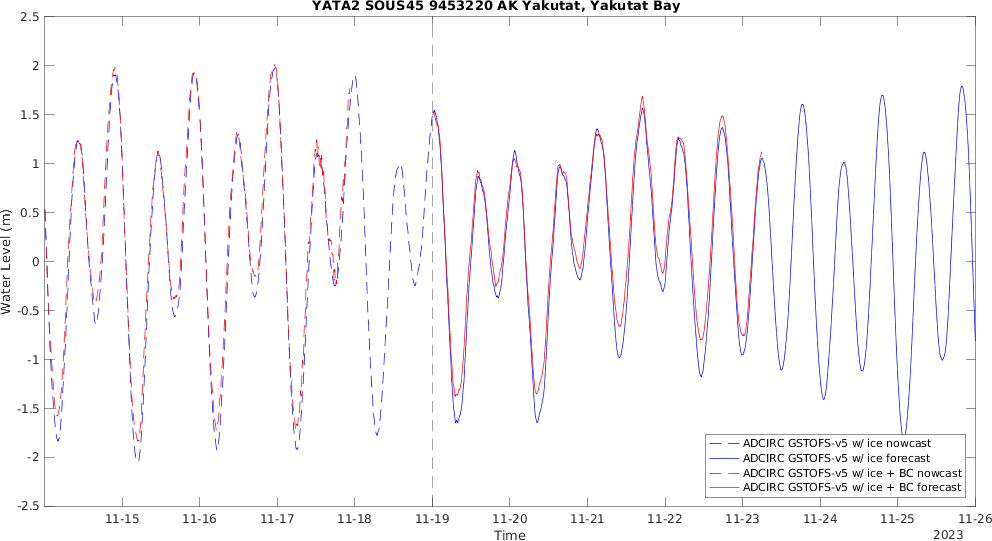 YATA2 SOUS45 9453220 AK Yakutat, Yakutat Bay
Water Level (m)
2.5
2
1.5
1
0.5
0
-0.5
-1
-1.5
-2
-2.5
ADCIRC GSTOFS-v5 w/ ice nowcast
ADCIRC GSTOFS-v5 w/ ice forecast
ADCIRC GSTOFS-v5 w/ ice + BC nowcast
ADCIRC GSTOFS-v5 w/ ice + BC forecast
11-15 11-16 11-17 11-18 11-19 11-20 11-21 11-22 11-23 11-24 11-25 11-26
Time
2023